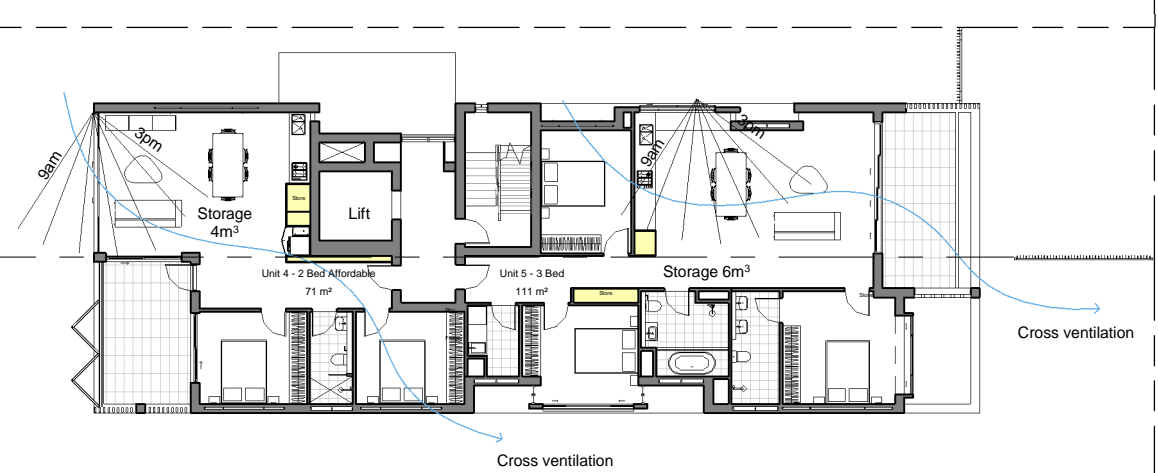 9am
3pm
Storage
4m³
Store
Lift
Unit 4 - 2 Bed Affordable
71 m²
Unit 5 - 3 Bed
111 m²
9am
3pm
Storage 6m³
Store
Store
Cross ventilation
Cross ventilation